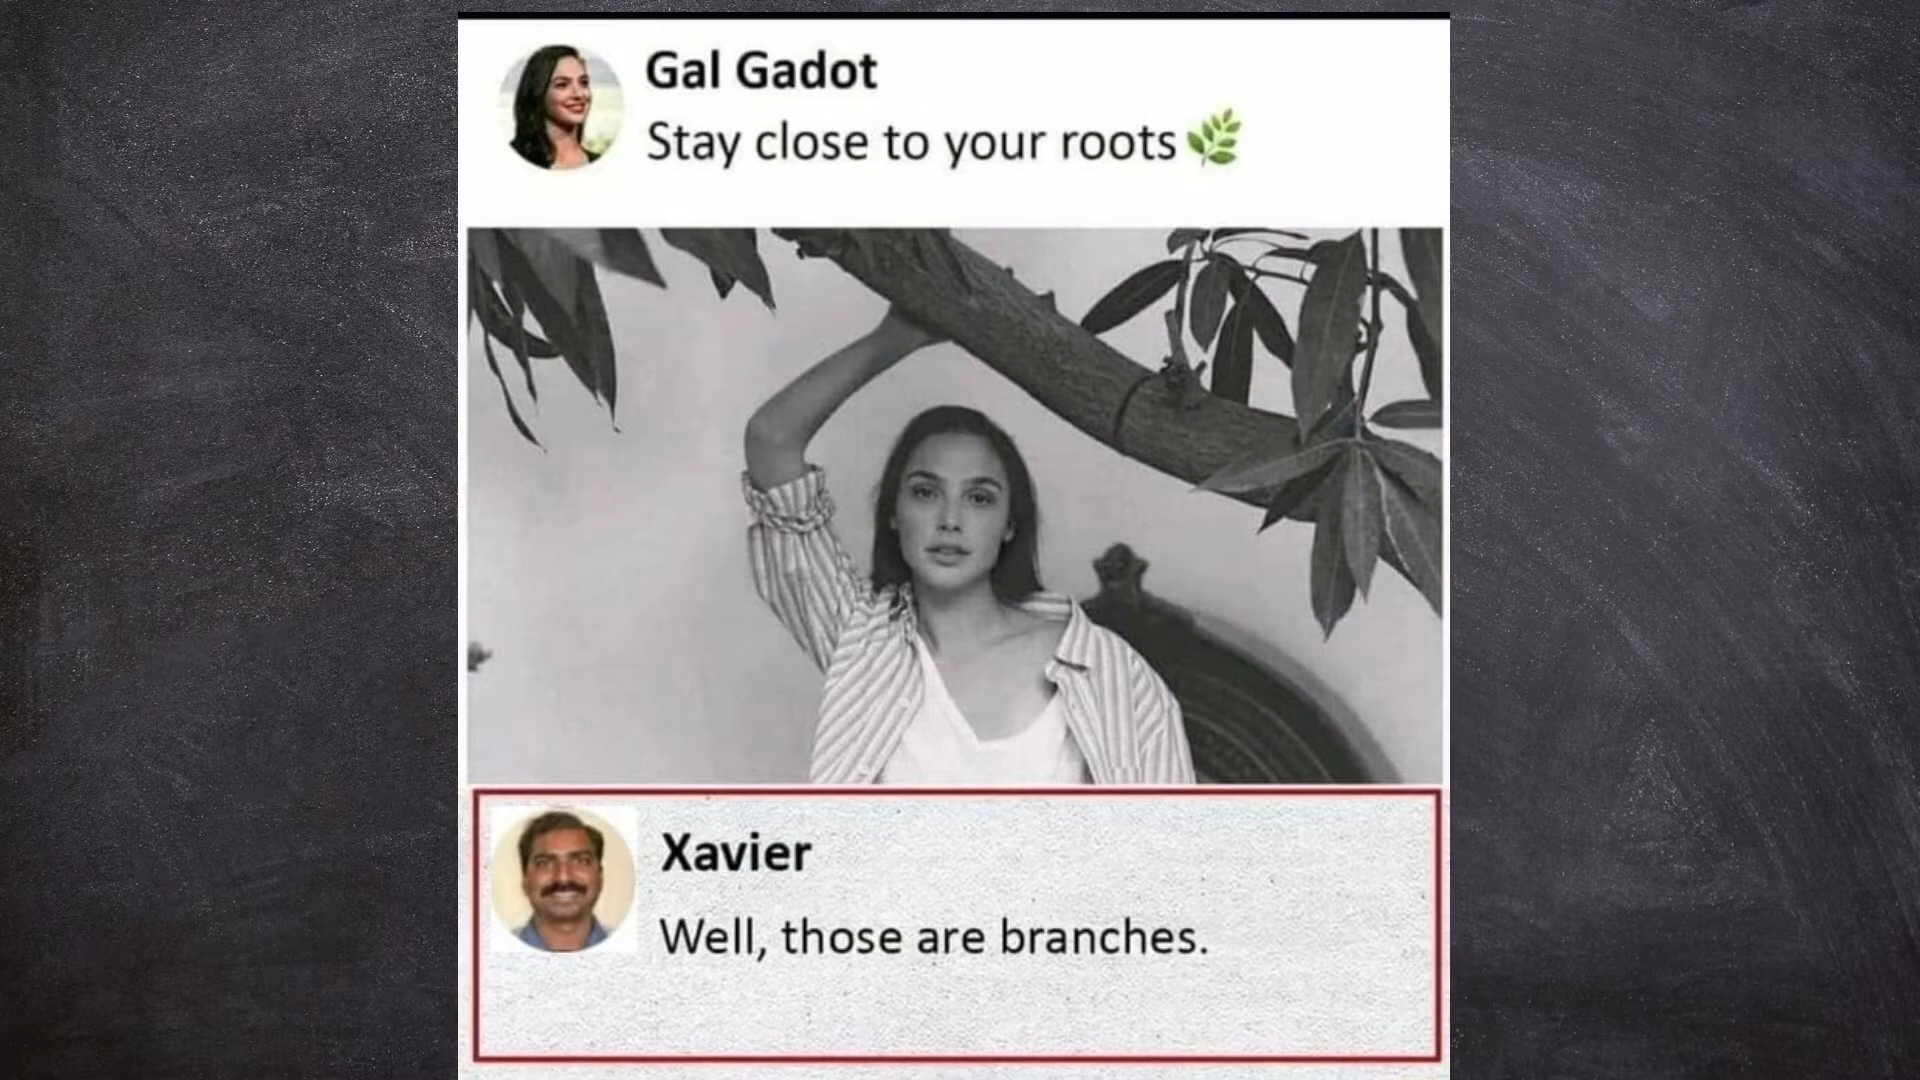 Gal Gadot
Stay close to your roots🌿
Xavier
Well, those are branches.